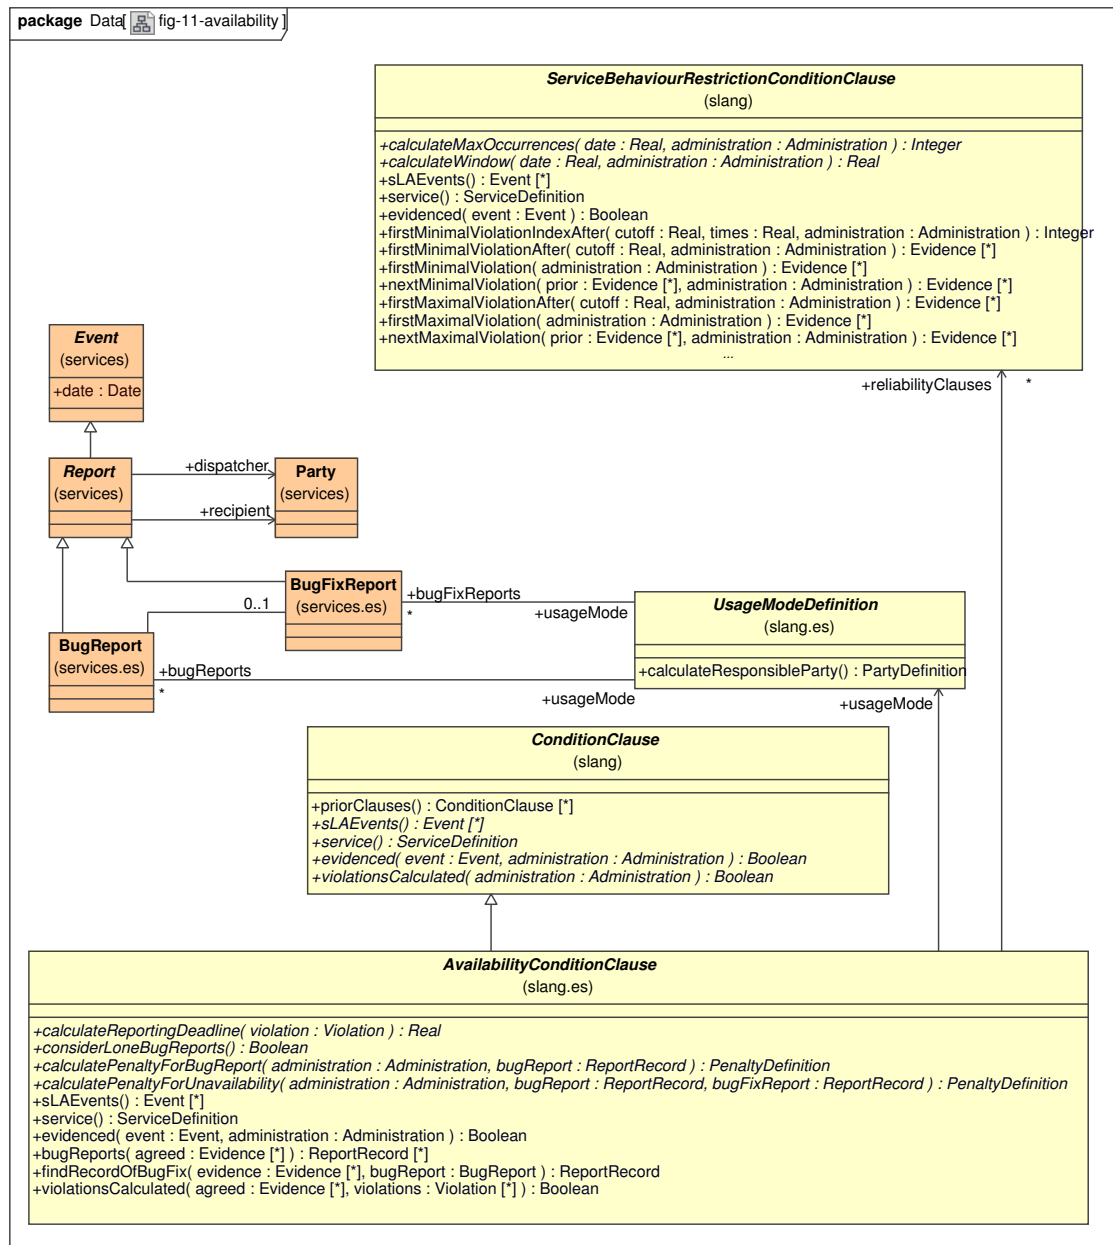 package Data[ fig-11-availability ]
ServiceBehaviourRestrictionConditionClause
(slang)
+calculateMaxOccurrences( date : Real, administration : Administration ) : Integer
+calculateWindow( date : Real, administration : Administration ) : Real
+sLAEvents() : Event [*]
+service() : ServiceDefinition
+evidenced( event : Event ) : Boolean
+firstMinimalViolationIndexAfter( cutoff : Real, times : Real, administration : Administration ) : Integer
+firstMinimalViolationAfter( cutoff : Real, administration : Administration ) : Evidence [*]
+firstMinimalViolation( administration : Administration ) : Evidence [*]
+nextMinimalViolation( prior : Evidence [*], administration : Administration ) : Evidence [*]
+firstMaximalViolationAfter( cutoff : Real, administration : Administration ) : Evidence [*]
+firstMaximalViolation( administration : Administration ) : Evidence [*]
+nextMaximalViolation( prior : Evidence [*], administration : Administration ) : Evidence [*]
...
+reliabilityClauses *
Event
(services)
+date : Date
Report
(services)
+dispatcher
+recipient
Party
(services)
BugFixReport
(services.es)
0..1
+bugFixReports
*
+usageMode
BugReport
(services.es)
+bugReports
*
+usageMode
UsageModeDefinition
(slang.es)
+calculateResponsibleParty() : PartyDefinition
+usageMode
ConditionClause
(slang)
+priorClauses() : ConditionClause [*]
+sLAEvents() : Event [*]
+service() : ServiceDefinition
+evidenced( event : Event, administration : Administration ) : Boolean
+violationsCalculated( administration : Administration ) : Boolean
AvailabilityConditionClause
(slang.es)
+calculateReportingDeadline( violation : Violation ) : Real
+considerLoneBugReports() : Boolean
+calculatePenaltyForBugReport( administration : Administration, bugReport : ReportRecord ) : PenaltyDefinition
+calculatePenaltyForUnavailability( administration : Administration, bugReport : ReportRecord, bugFixReport : ReportRecord ) : PenaltyDefinition
+sLAEvents() : Event [*]
+service() : ServiceDefinition
+evidenced( event : Event, administration : Administration ) : Boolean
+bugReports( agreed : Evidence [*] ) : ReportRecord [*]
+findRecordOfBugFix( evidence : Evidence [*], bugReport : BugReport ) : ReportRecord
+violationsCalculated( agreed : Evidence [*], violations : Violation [*] ) : Boolean